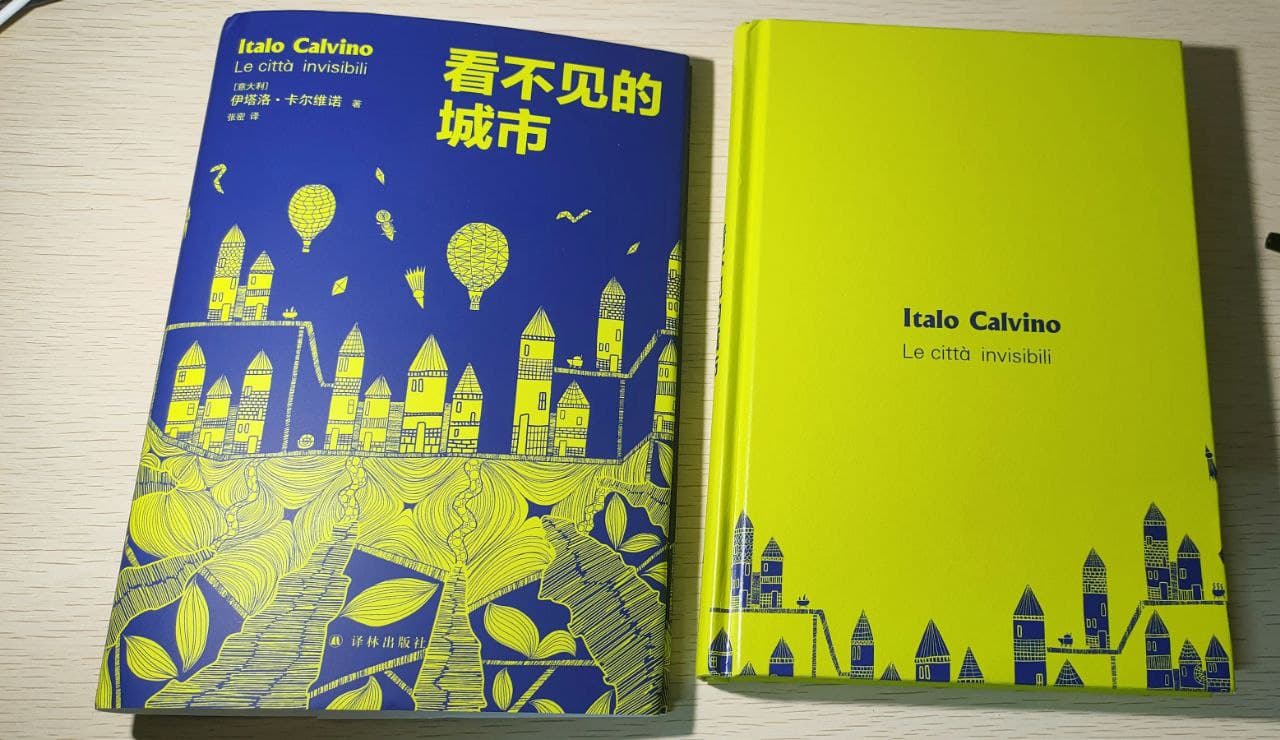 Italo Calvino
Le città invisibili
[意大利]
伊塔洛·卡尔维诺 著
张密 译
看不见的
城市
译林出版社
Italo Calvino
Le città invisibili